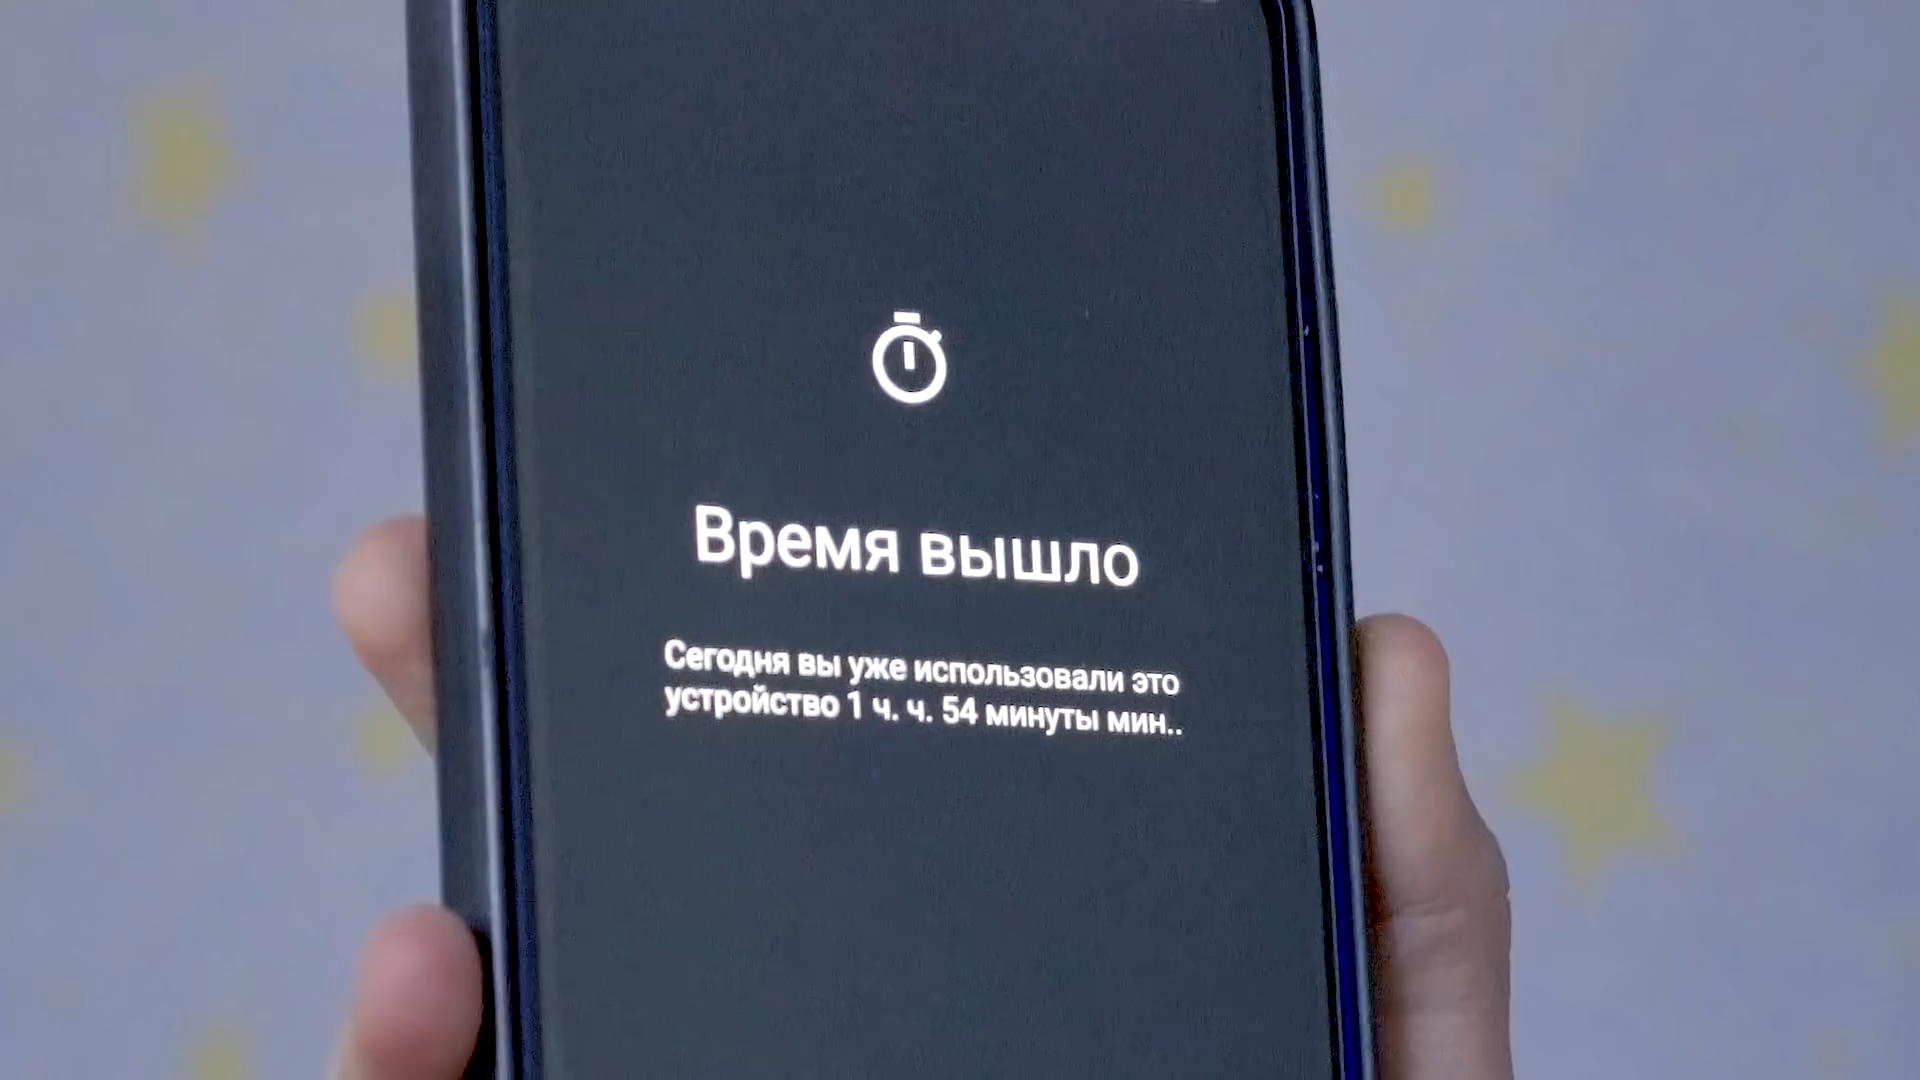 Время вышло
Сегодня вы уже использовали это
устройство 1 ч. ч. 54 минуты мин..